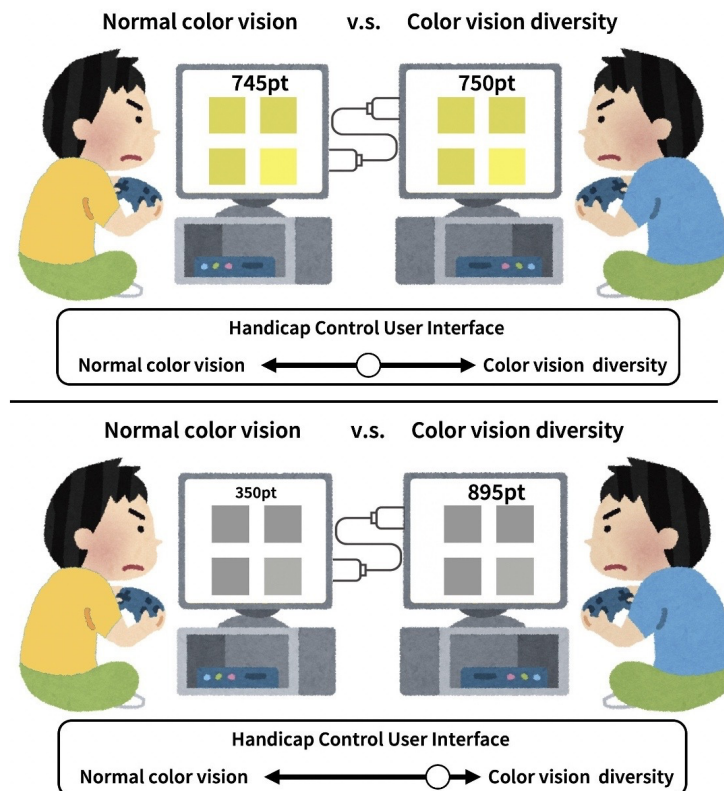 Normal color vision v.s. Color vision diversity
745pt 750pt
Handicap Control User Interface
Normal color vision Color vision diversity
Normal color vision v.s. Color vision diversity
350pt 895pt
Handicap Control User Interface
Normal color vision Color vision diversity